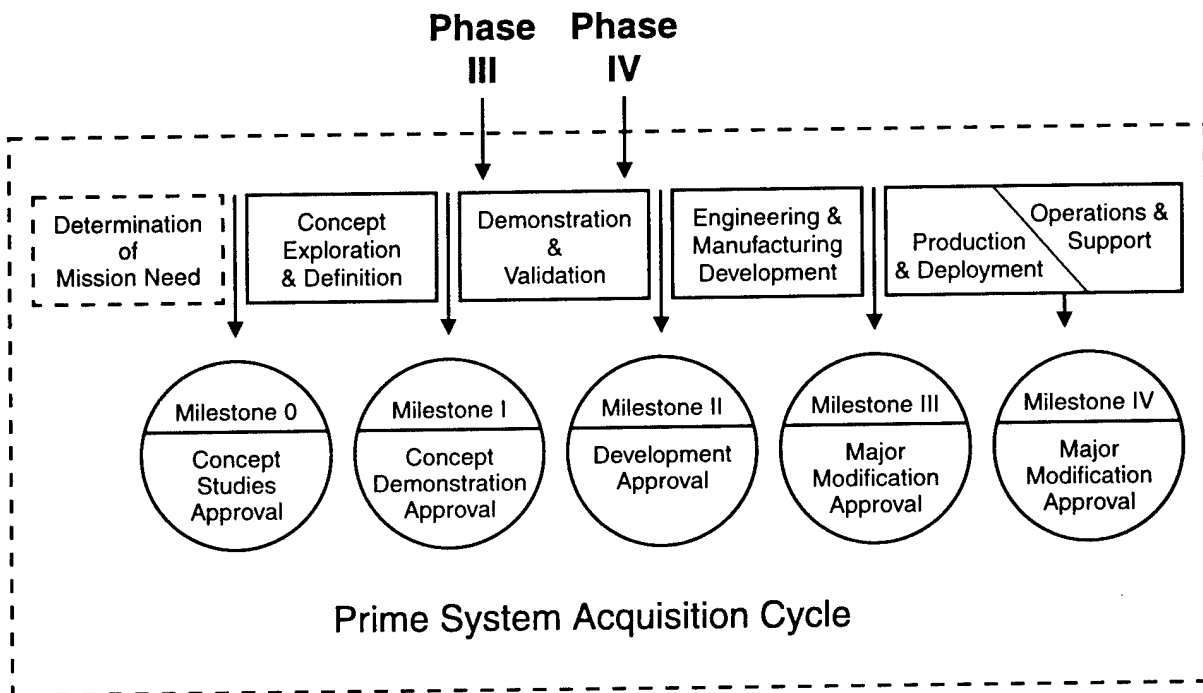 Phase
III
Phase
IV
Determination
of
Mission Need
Concept
Exploration
& Definition
Demonstration
&
Validation
Engineering &
Manufacturing
Development
Production
& Deployment
Operations &
Support
Milestone 0
Concept
Studies
Approval
Milestone I
Concept
Demonstration
Approval
Milestone II
Development
Approval
Milestone III
Major
Modification
Approval
Milestone IV
Major
Modification
Approval
Prime System Acquisition Cycle